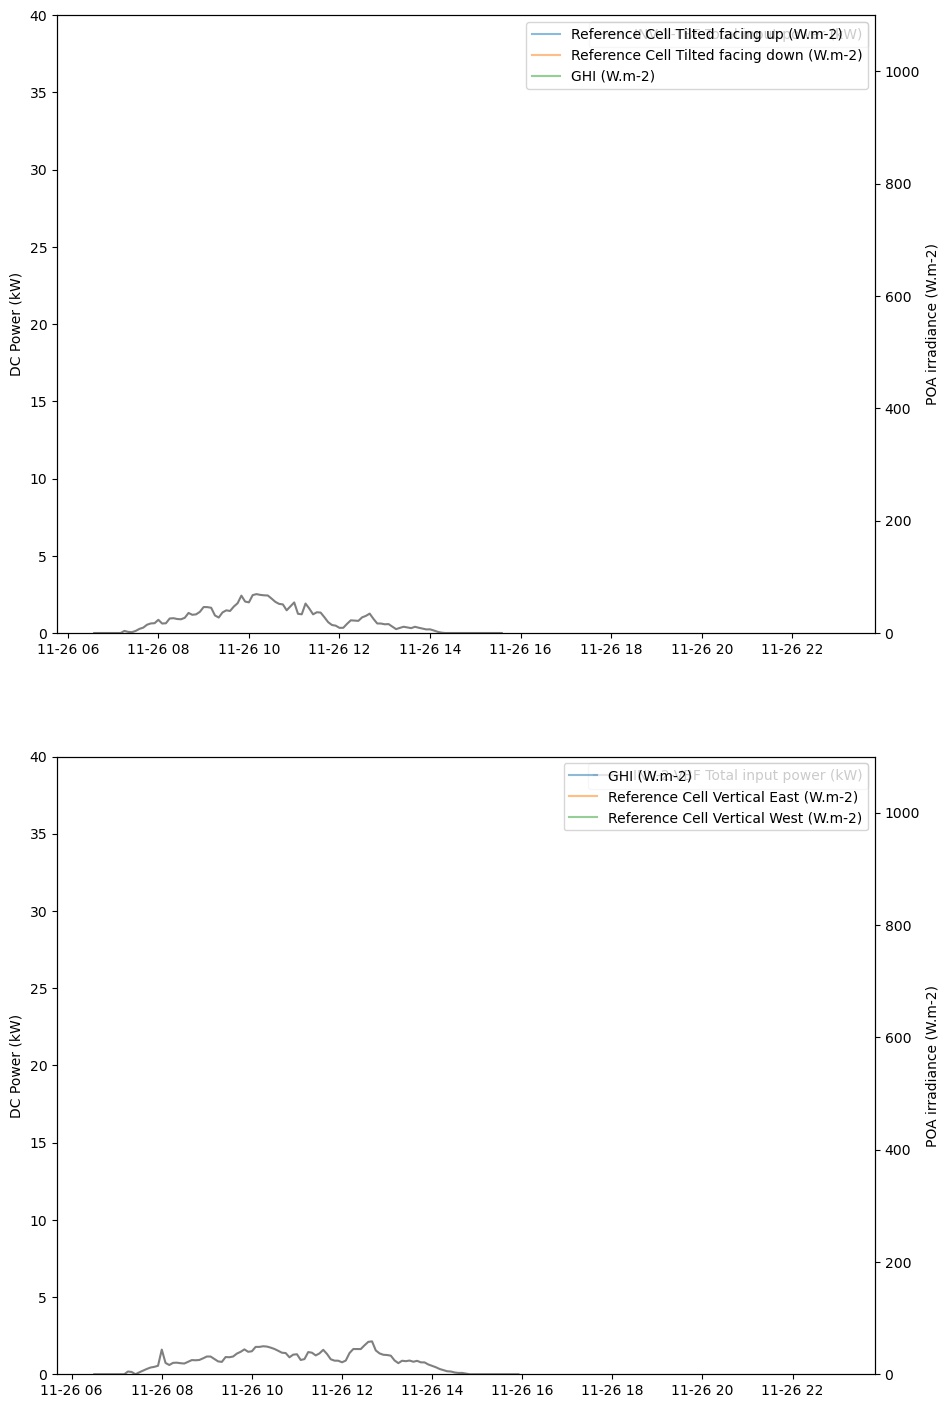 40
35
30
25
20
15
10
5
0
DC Power (kW)
Reference Cell Tilted facing up (W.m-2)
Reference Cell Tilted facing down (W.m-2)
GHI (W.m-2)
1000
800
600
400
200
0
POA irradiance (W.m-2)
11-26 06 11-26 08 11-26 10 11-26 12 11-26 14 11-26 16 11-26 18 11-26 20 11-26 22
40
35
30
25
20
15
10
5
0
DC Power (kW)
GHI (W.m-2) Total input power (kW)
Reference Cell Vertical East (W.m-2)
Reference Cell Vertical West (W.m-2)
1000
800
600
400
200
0
POA irradiance (W.m-2)
11-26 06 11-26 08 11-26 10 11-26 12 11-26 14 11-26 16 11-26 18 11-26 20 11-26 22